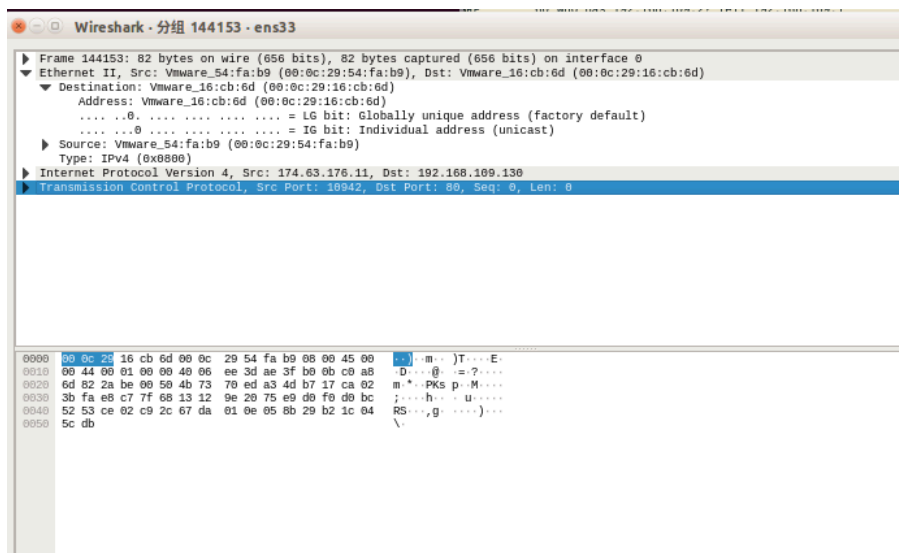 Wireshark · 分组 144153 · ens33
Frame 144153: 82 bytes on wire (656 bits), 82 bytes captured (656 bits) on interface 0
Ethernet II, Src: Vmware_54:fa:b9 (00:0c:29:54:fa:b9), Dst: Vmware_16:cb:6d (00:0c:29:16:cb:6d)
Destination: Vmware_16:cb:6d (00:0c:29:16:cb:6d)
Address: Vmware_16:cb:6d (00:0c:29:16:cb:6d)
.... ..0. .... .... .... .... = LG bit: Globally unique address (factory default)
.... ...0 .... .... .... .... = IG bit: Individual address (unicast)
Source: Vmware_54:fa:b9 (00:0c:29:54:fa:b9)
Type: IPv4 (0x0800)
Internet Protocol Version 4, Src: 174.63.176.11, Dst: 192.168.109.130
Transmission Control Protocol, Src Port: 10942, Dst Port: 80, Seq: 0, Len: 0
0000 00 0c 29 16 cb 6d 00 0c 29 54 fa b9 08 00 45 00 ··)··m·· )T····E·
0010 00 44 00 01 00 00 40 06 ee 3d ae 3f b0 0b c0 a8 ·D····@· ·=·?····
0020 6d 82 2a be 00 50 4b 73 70 ed a3 4d b7 17 ca 02 m·*··PKs p··M····
0030 3b fa e8 c7 7f 68 13 12 9e 20 75 e9 d0 f0 d0 bc ;····h·· · u·····
0040 52 53 ce 02 c9 2c 67 da 01 0e 05 8b 29 b2 1c 04 RS···,g· ····)···
0050 5c db \·